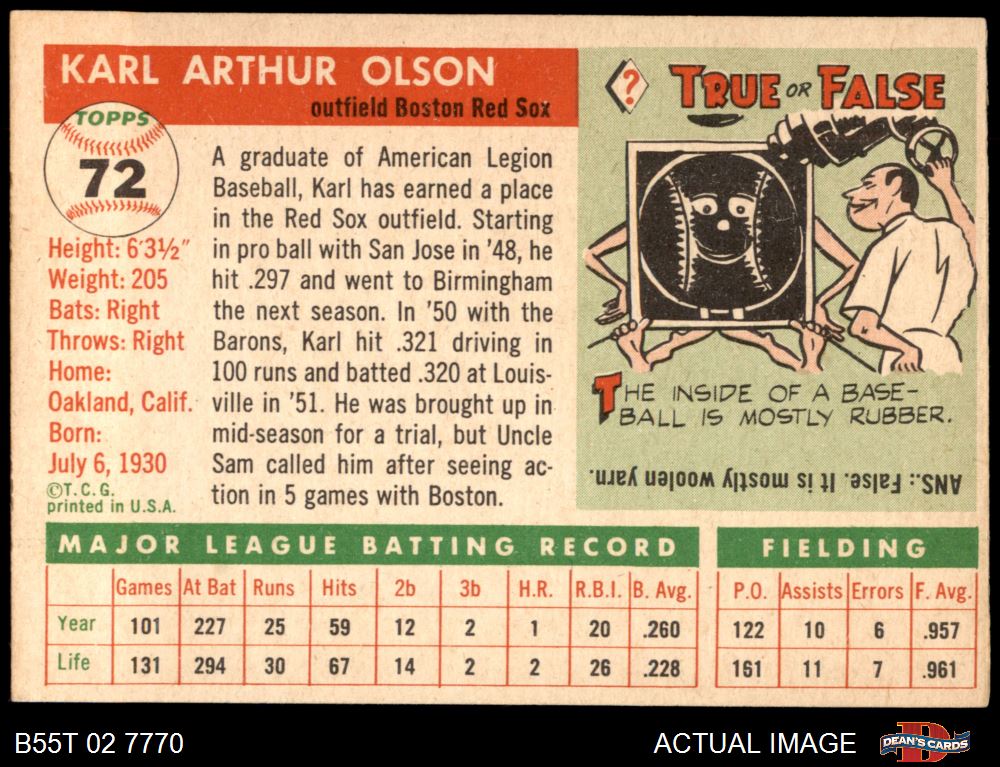 KARL ARTHUR OLSON
outfield Boston Red Sox
TOPPS
72
Height: 6'3½"
Weight: 205
Bats: Right
Throws: Right
Home:
Oakland, Calif.
Born:
July 6, 1930
©T.C.G.
printed in U.S.A.
A graduate of American Legion
Baseball, Karl has earned a place
in the Red Sox outfield. Starting
in pro ball with San Jose in '48, he
hit .297 and went to Birmingham
the next season. In '50 with the
Barons, Karl hit .321 driving in
100 runs and batted .320 at Louis-
ville in '51. He was brought up in
mid-season for a trial, but Uncle
Sam called him after seeing ac-
tion in 5 games with Boston.
? TRUE OR FALSE
THE INSIDE OF A BASE-
BALL IS MOSTLY RUBBER.
ANS.: False. It is mostly woolen yarn.
MAJOR LEAGUE BATTING RECORD
Games At Bat Runs Hits 2b 3b H.R. R.B.I. B. Avg.
Year 101 227 25 59 12 2 1 20 .260
Life 131 294 30 67 14 2 2 26 .228
FIELDING
P.O. Assists Errors F. Avg.
122 10 6 .957
161 11 7 .961
B55T 02 7770
ACTUAL IMAGE
DEAN'S CARDS